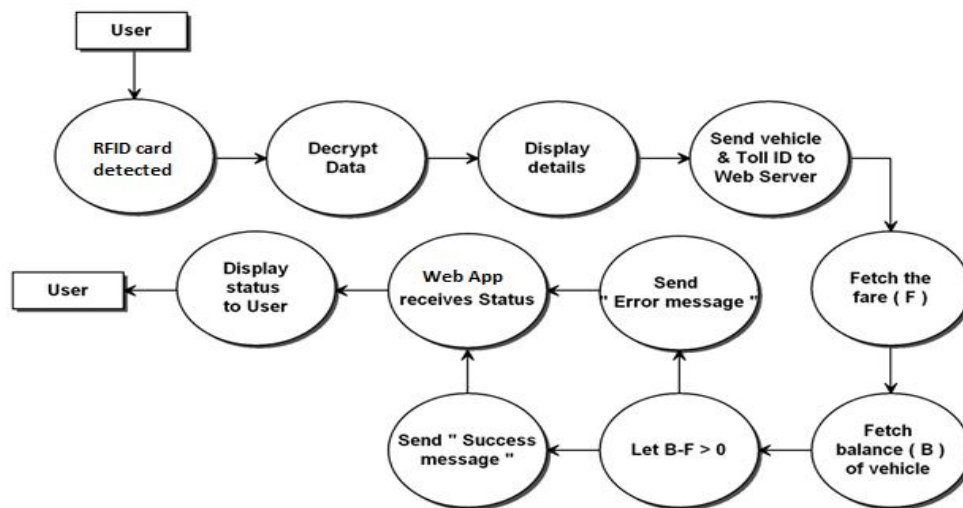 User
RFID card
detected
Decrypt
Data
Display
details
Send vehicle
& Toll ID to
Web Server
Fetch the
fare ( F )
Fetch
balance ( B )
of vehicle
Let B-F > 0
Send
" Error message "
Send " Success
message "
Web App
receives Status
Display
status
to User
User